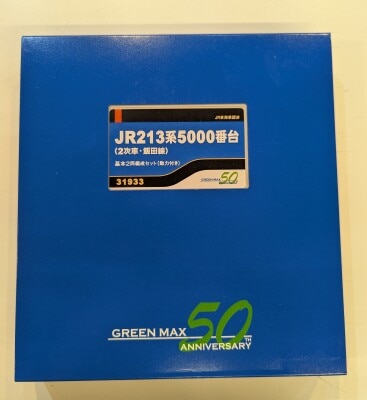 JR東海承認済
JR213系5000番台
(2次車・飯田線)
基本2両編成セット(動力付き)
31933
GREEN MAX 50TH
ANNIVERSARY
GREEN MAX 50TH
ANNIVERSARY